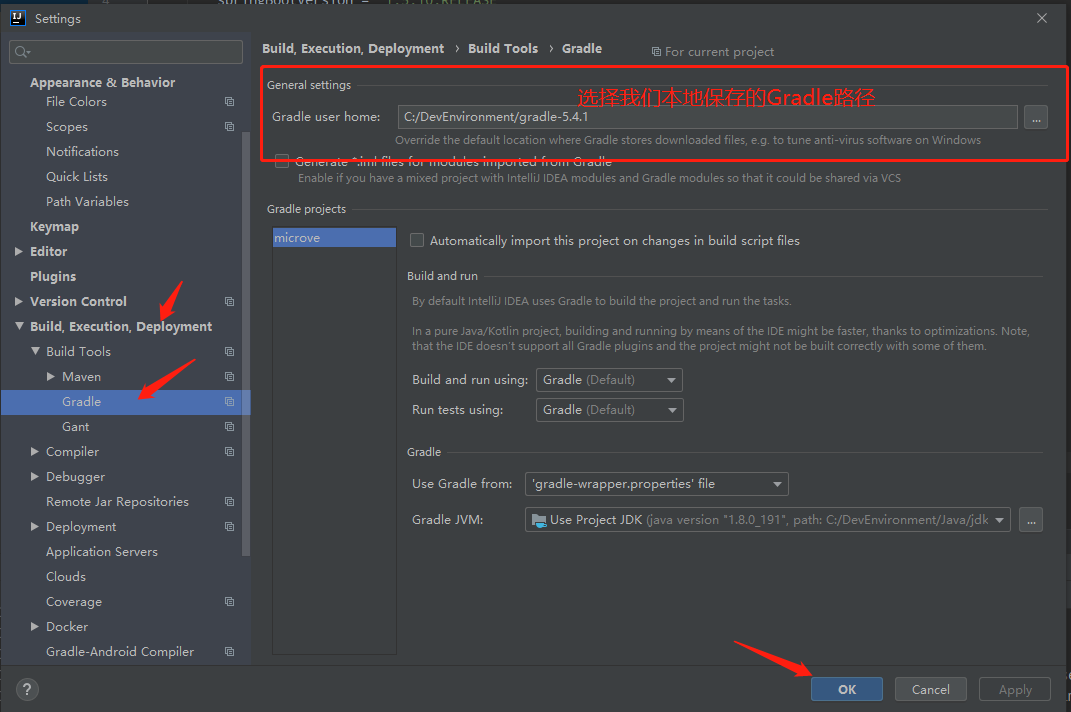 Settings
Build, Execution, Deployment › Build Tools › Gradle
For current project
Appearance & Behavior
File Colors
Scopes
Notifications
Quick Lists
Path Variables
Keymap
Editor
Plugins
Version Control
Build, Execution, Deployment
Build Tools
Maven
Gradle
Gant
Compiler
Debugger
Remote Jar Repositories
Deployment
Application Servers
Clouds
Coverage
Docker
Gradle-Android Compiler
General settings
选择我们本地保存的Gradle路径
Gradle user home: C:/DevEnvironment/gradle-5.4.1 ...
Override the default location where Gradle stores downloaded files, e.g. to tune anti-virus software on Windows
Generate *.iml files for modules imported from Gradle
Enable if you have a mixed project with IntelliJ IDEA modules and Gradle modules so that it could be shared via VCS
Gradle projects
microve
Automatically import this project on changes in build script files
Build and run
By default IntelliJ IDEA uses Gradle to build the project and run the tasks.
In a pure Java/Kotlin project, building and running by means of the IDE might be faster, thanks to optimizations. Note,
that the IDE doesn't support all Gradle plugins and the project might not be built correctly with some of them.
Build and run using: Gradle (Default)
Run tests using: Gradle (Default)
Gradle
Use Gradle from: 'gradle-wrapper.properties' file
Gradle JVM: Use Project JDK (java version "1.8.0_191", path: C:/DevEnvironment/Java/jdk ...
? OK Cancel Apply